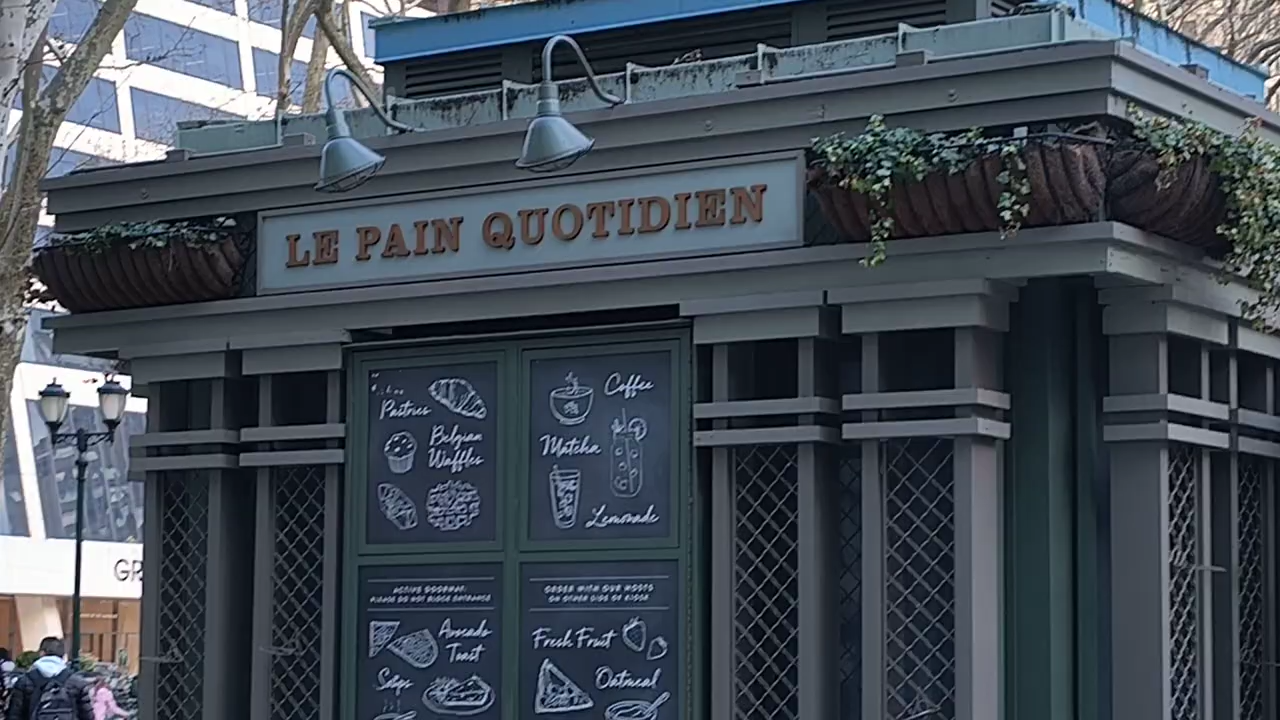 LE PAIN QUOTIDIEN
Pastries
Belgian
Waffles
Coffee
Matcha
Lemonade
ACTIVE DOORWAY.
PLEASE DO NOT BLOCK ENTRANCE
Avocado
Toast
Soups
ORDER WITH OUR HOSTS
ON OTHER SIDE OF KIOSK
Fresh Fruit
Oatmeal
GR